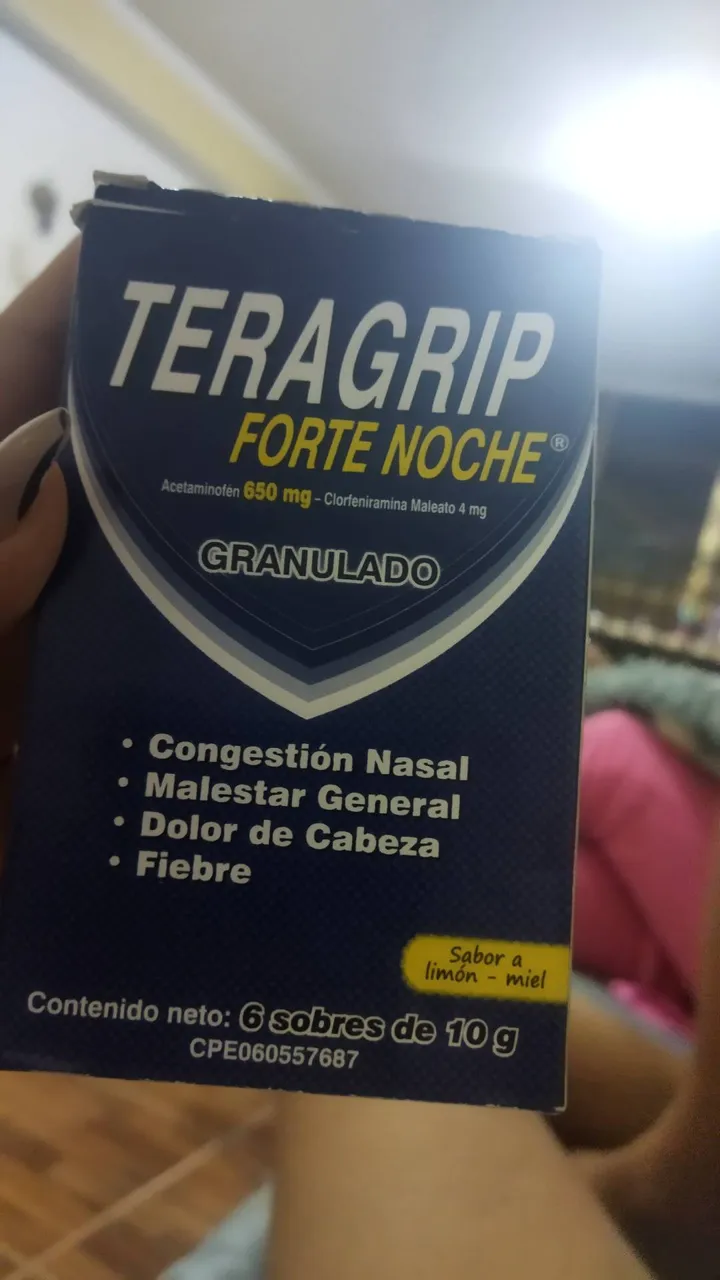 TERAGRIP
FORTE NOCHE®
Acetaminofén 650 mg – Clorfeniramina Maleato 4 mg
GRANULADO
• Congestión Nasal
• Malestar General
• Dolor de Cabeza
• Fiebre
Sabor a
limón - miel
Contenido neto: 6 sobres de 10 g
CPE060557687